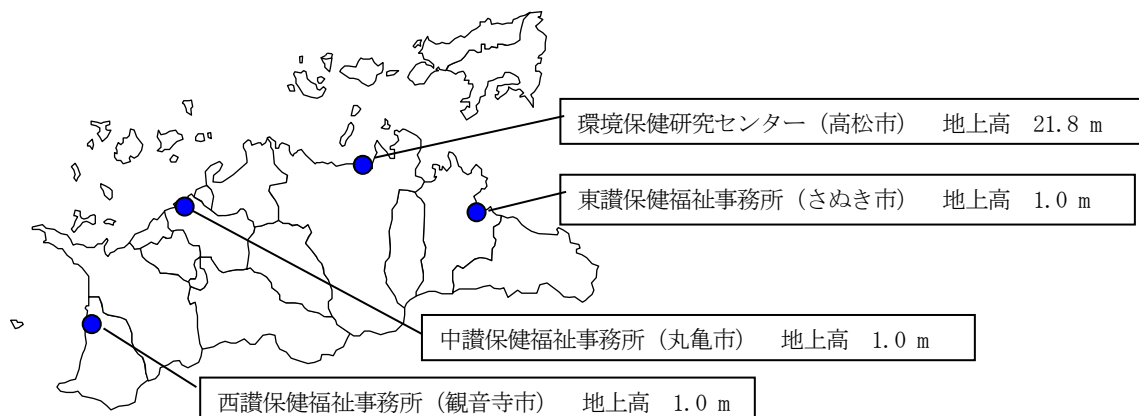 環境保健研究センター（高松市）　地上高　21.8 m
東讃保健福祉事務所（さぬき市）　地上高　1.0 m
中讃保健福祉事務所（丸亀市）　地上高　1.0 m
西讃保健福祉事務所（観音寺市）　地上高　1.0 m